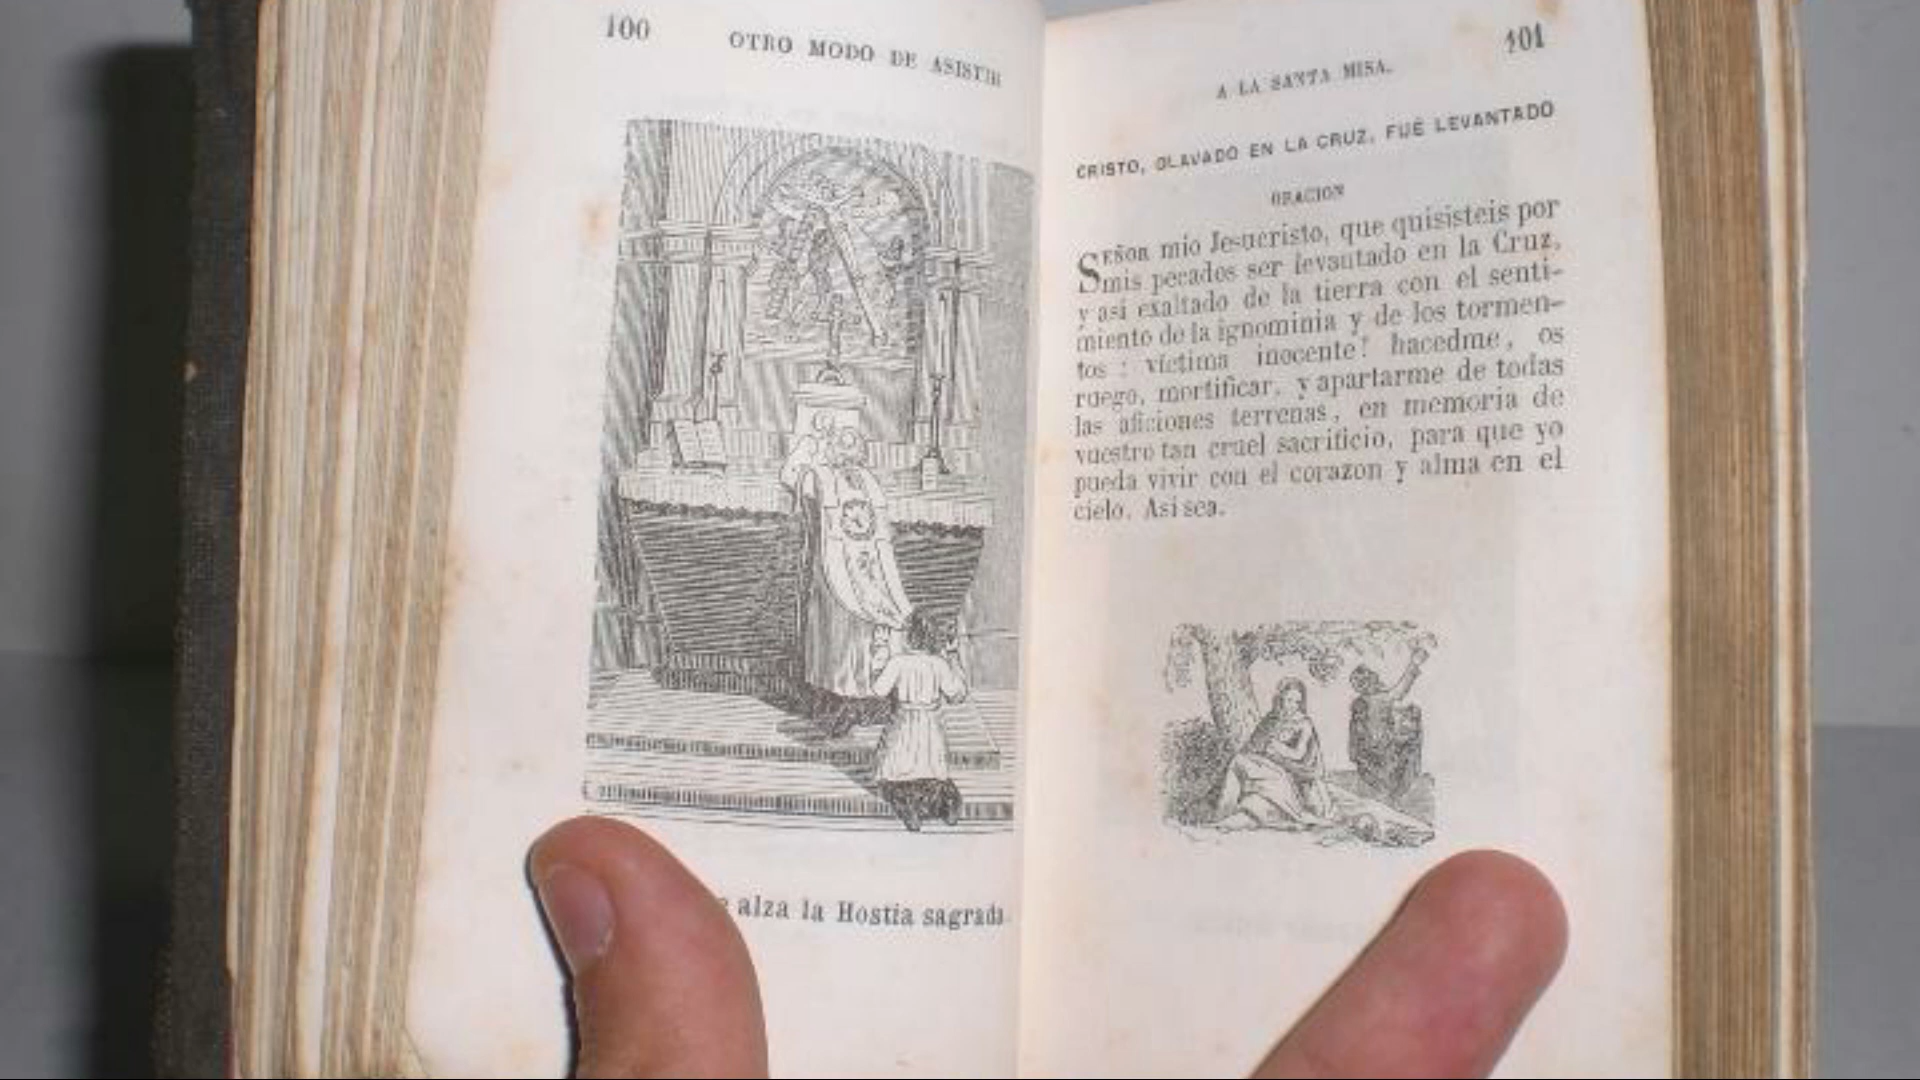 100
OTRO MODO DE ASISTIR
alza la Hostia sagrada
101
A LA SANTA MISA.
CRISTO, CLAVADO EN LA CRUZ, FUÉ LEVANTADO
ORACION
SEÑOR mio Jesucristo, que quisisteis por
mis pecados ser levantado en la Cruz,
y asi exaltado de la tierra con el senti-
miento de la ignominia y de los tormen-
tos : víctima inocente! hacedme, os
ruego, mortificar, y apartarme de todas
las aficiones terrenas, en memoria de
vuestro tan cruel sacrificio, para que yo
pueda vivir con el corazon y alma en el
cielo. Asi sea.